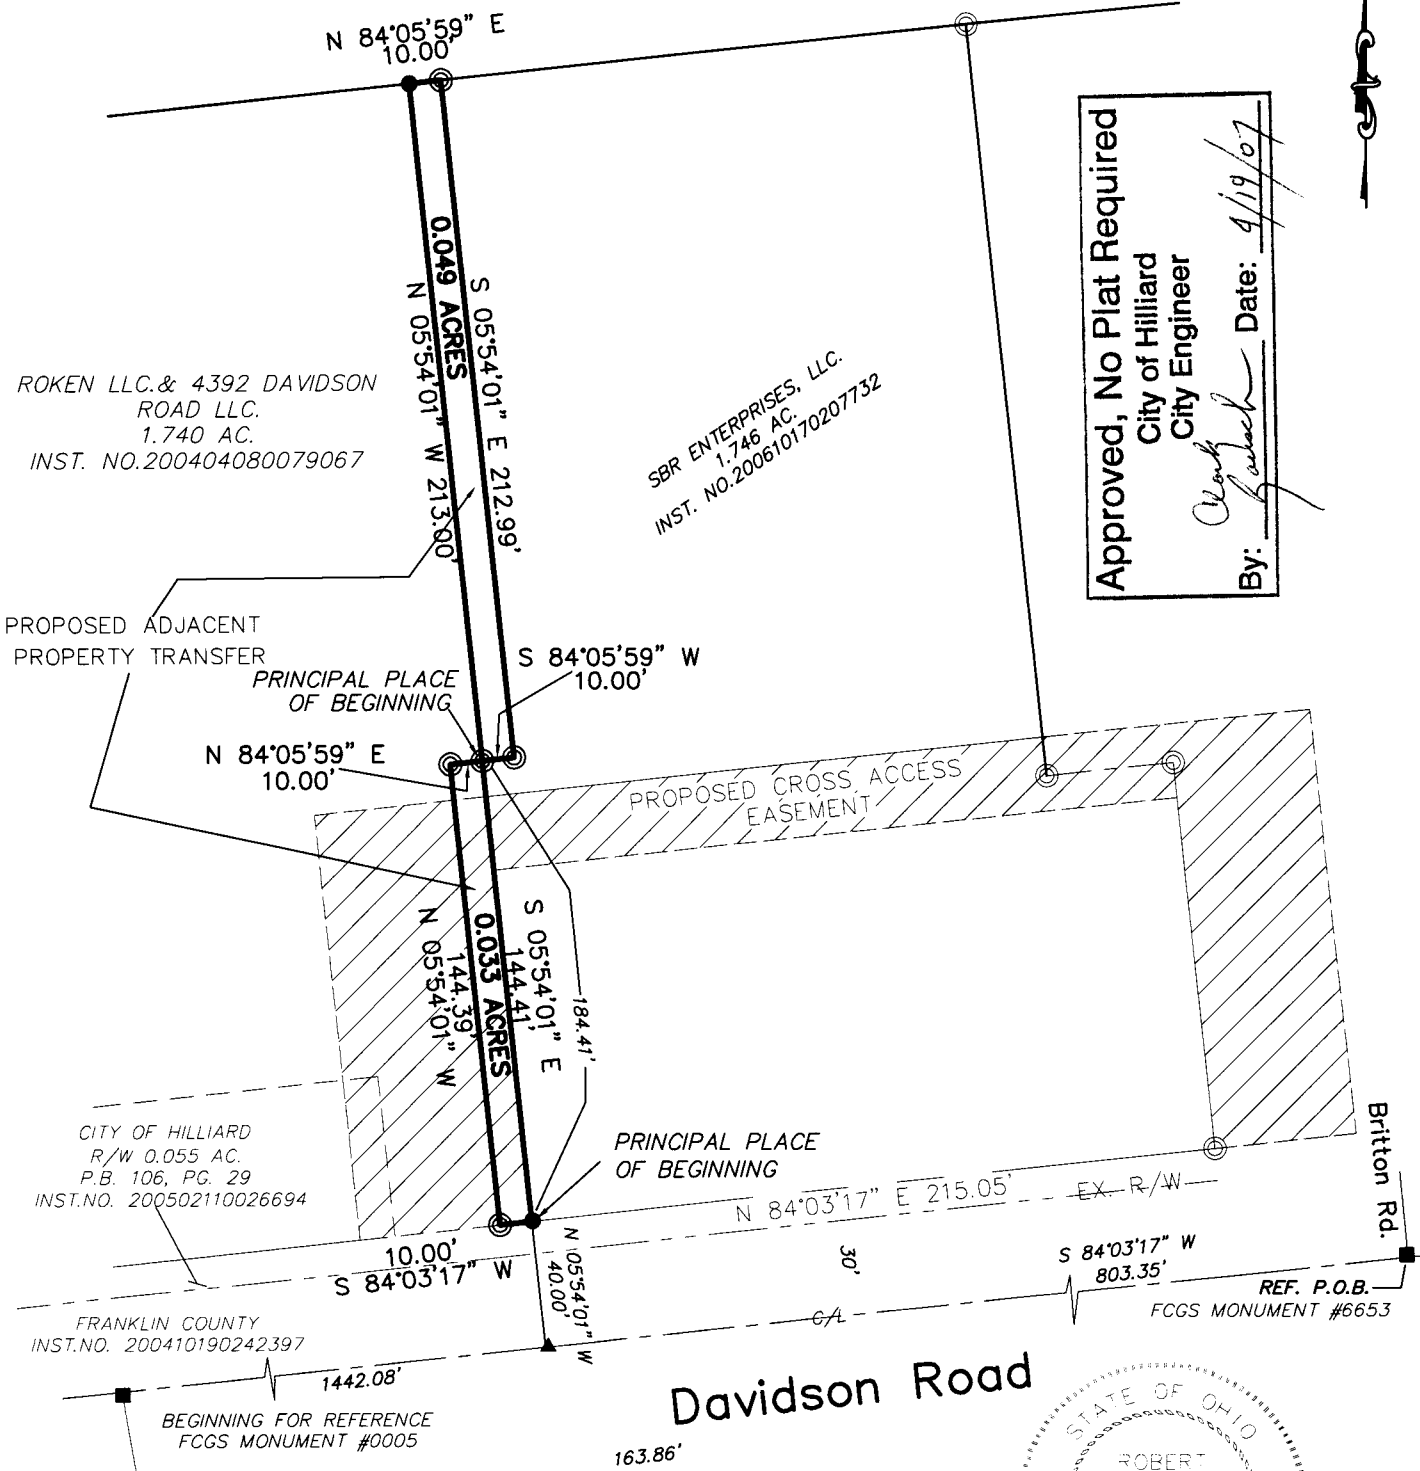 N 84°05'59" E
10.00'
0.049 ACRES
N 05°54'01" W 213.00'
S 05°54'01" E 212.99'
ROKEN LLC.& 4392 DAVIDSON
ROAD LLC.
1.740 AC.
INST. NO.200404080079067
SBR ENTERPRISES, LLC.
1.746 AC.
INST. NO.200610170207732
Approved, No Plat Required
City of Hilliard
City Engineer
By:
Date: 4/19/07
PROPOSED ADJACENT
PROPERTY TRANSFER
PRINCIPAL PLACE
OF BEGINNING
S 84°05'59" W
10.00'
N 84°05'59" E
10.00'
PROPOSED CROSS ACCESS
EASEMENT
N 05°54'01" W
144.39'
0.033 ACRES
S 05°54'01" E
144.41'
184.41'
CITY OF HILLIARD
R/W 0.055 AC.
P.B. 106, PG. 29
INST.NO. 200502110026694
PRINCIPAL PLACE
OF BEGINNING
N 84°03'17" E 215.05'
EX. R/W
Britton Rd.
10.00'
S 84°03'17" W
N 05°54'01" W
40.00'
30'
S 84°03'17" W
803.35'
REF. P.O.B.
FCGS MONUMENT #6653
FRANKLIN COUNTY
INST.NO. 200410190242397
C/L
1442.08'
BEGINNING FOR REFERENCE
FCGS MONUMENT #0005
Davidson Road
163.86'
STATE OF OHIO
ROBERT